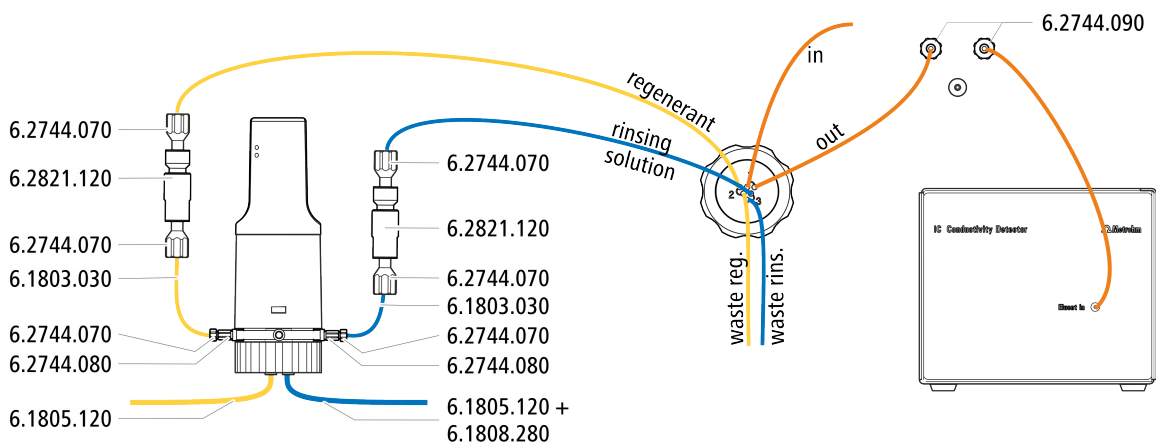 6.2744.070
6.2821.120
6.2744.070
6.1803.030
6.2744.070
6.2744.080
6.1805.120
6.2744.070
6.2821.120
6.2744.070
6.1803.030
6.2744.070
6.2744.080
6.1805.120 +
6.1808.280
regenerant
rinsing
solution
in
out
1
2
3
waste reg.
waste rins.
6.2744.090
IC Conductivity Detector
Metrohm
Eluent in